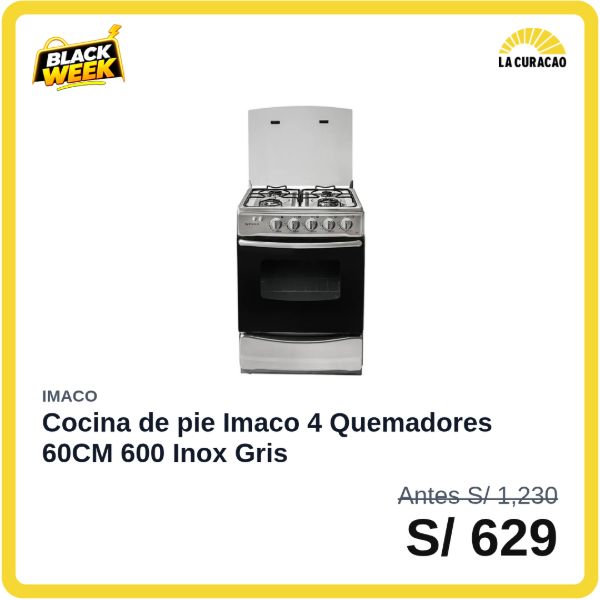 BLACK
WEEK
LA CURACAO
IMACO
Cocina de pie Imaco 4 Quemadores
60CM 600 Inox Gris
Antes S/ 1,230
S/ 629